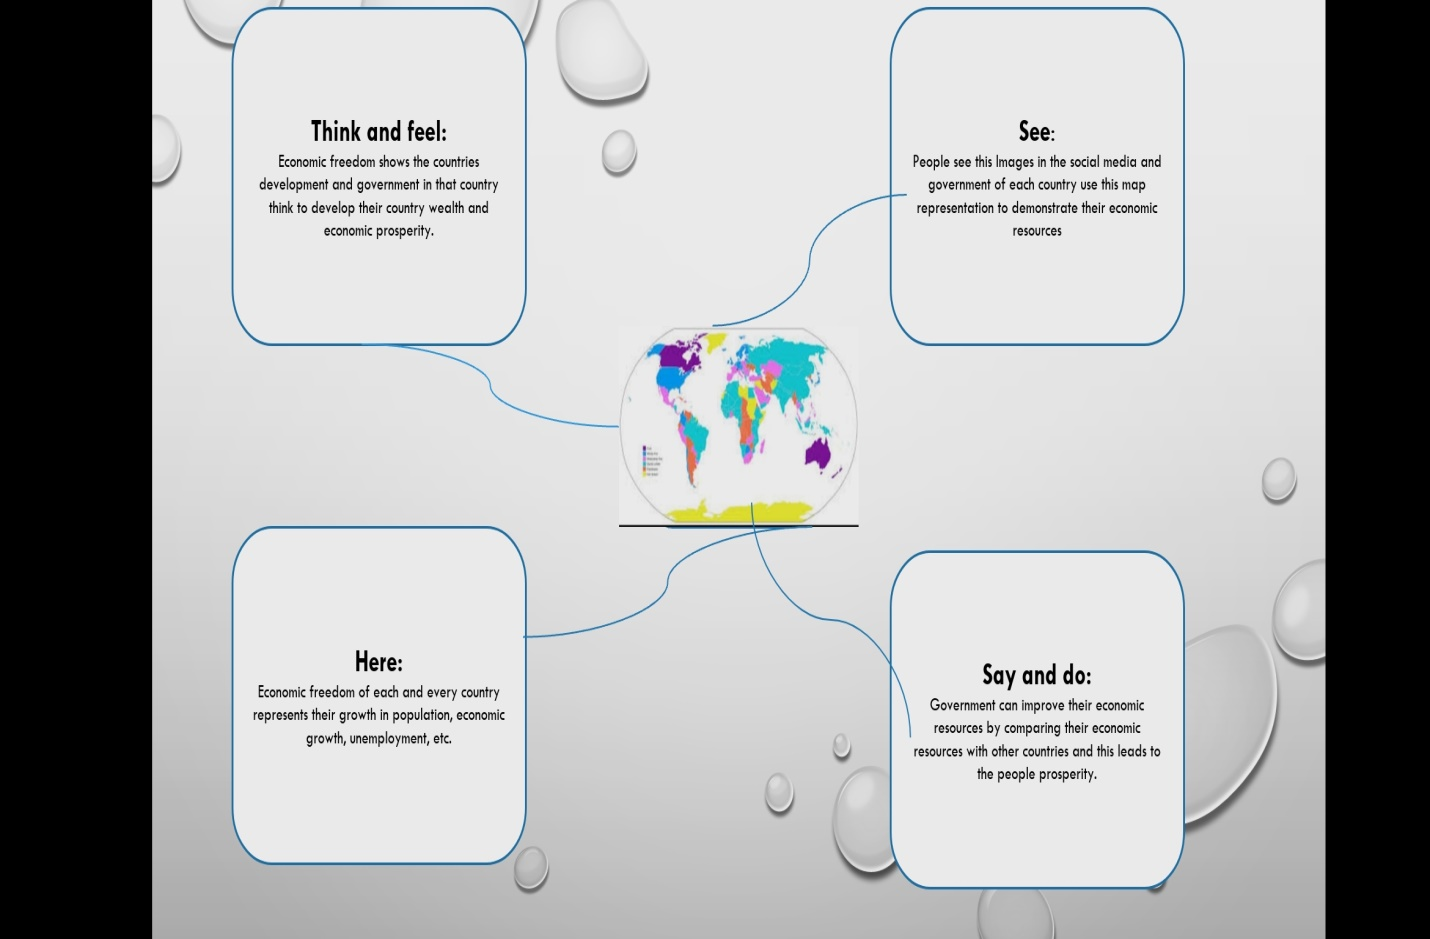 Think and feel:
Economic freedom shows the countries
development and government in that country
think to develop their country wealth and
economic prosperity.
See:
People see this Images in the social media and
government of each country use this map
representation to demonstrate their economic
resources
Here:
Economic freedom of each and every country
represents their growth in population, economic
growth, unemployment, etc.
Say and do:
Government can improve their economic
resources by comparing their economic
resources with other countries and this leads to
the people prosperity.